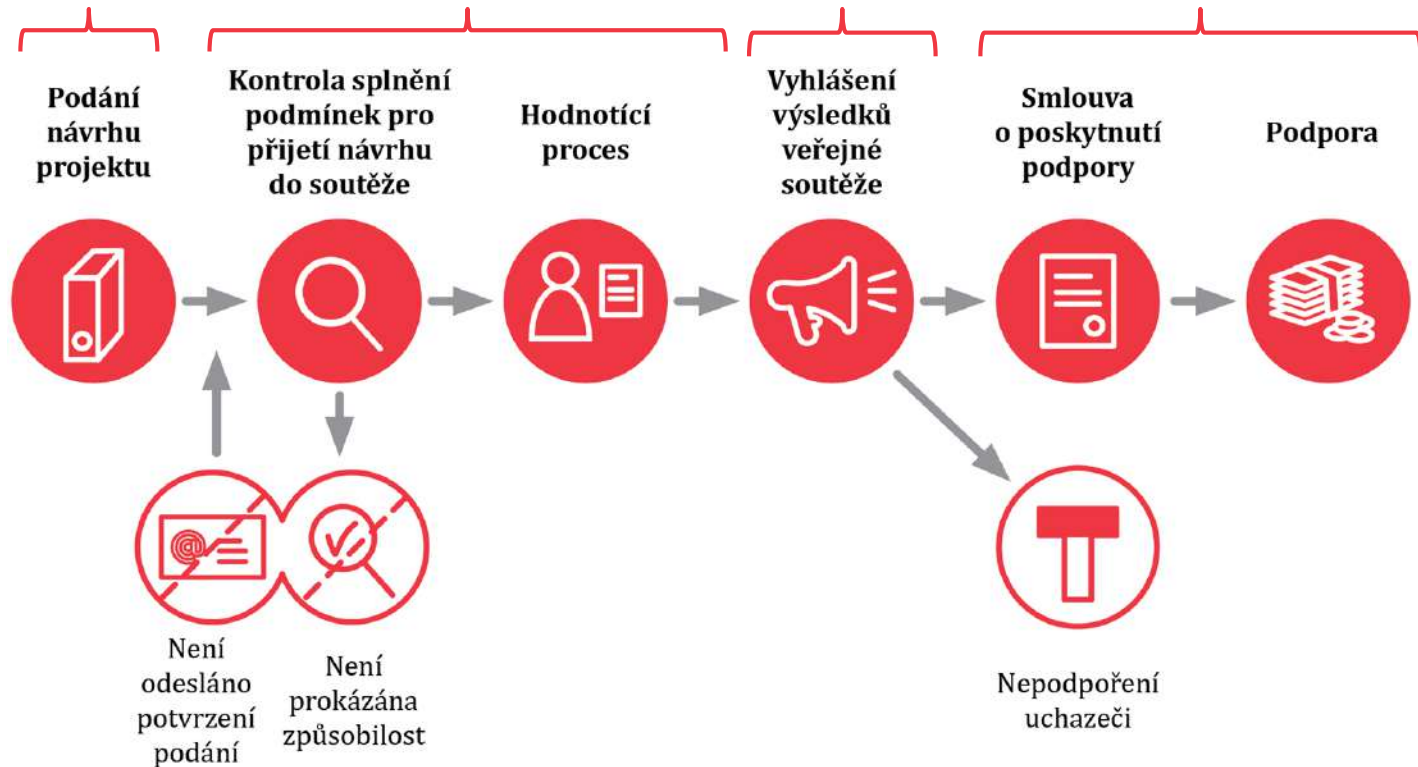 Podání
návrhu
projektu
Kontrola splnění
podmínek pro
přijetí návrhu
do soutěže
Hodnotící
proces
Vyhlášení
výsledků
veřejné
soutěže
Smlouva
o poskytnutí
podpory
Podpora
@
Není
odesláno
potvrzení
podání
Není
prokázána
způsobilost
Nepodpoření
uchazeči